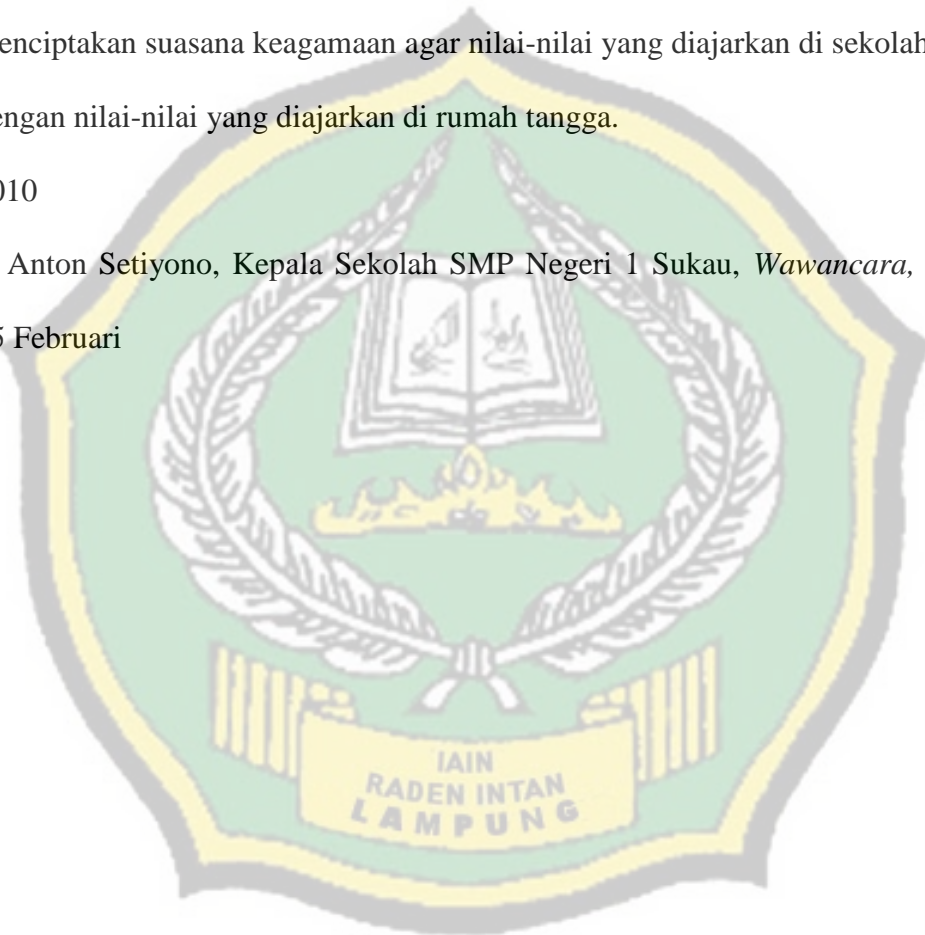 enciptakan suasana keagamaan agar nilai-nilai yang diajarkan di sekolah
engan nilai-nilai yang diajarkan di rumah tangga.
010
Anton Setiyono, Kepala Sekolah SMP Negeri 1 Sukau, Wawancara,
Februari
IAIN
RADEN INTAN
LAMPUNG